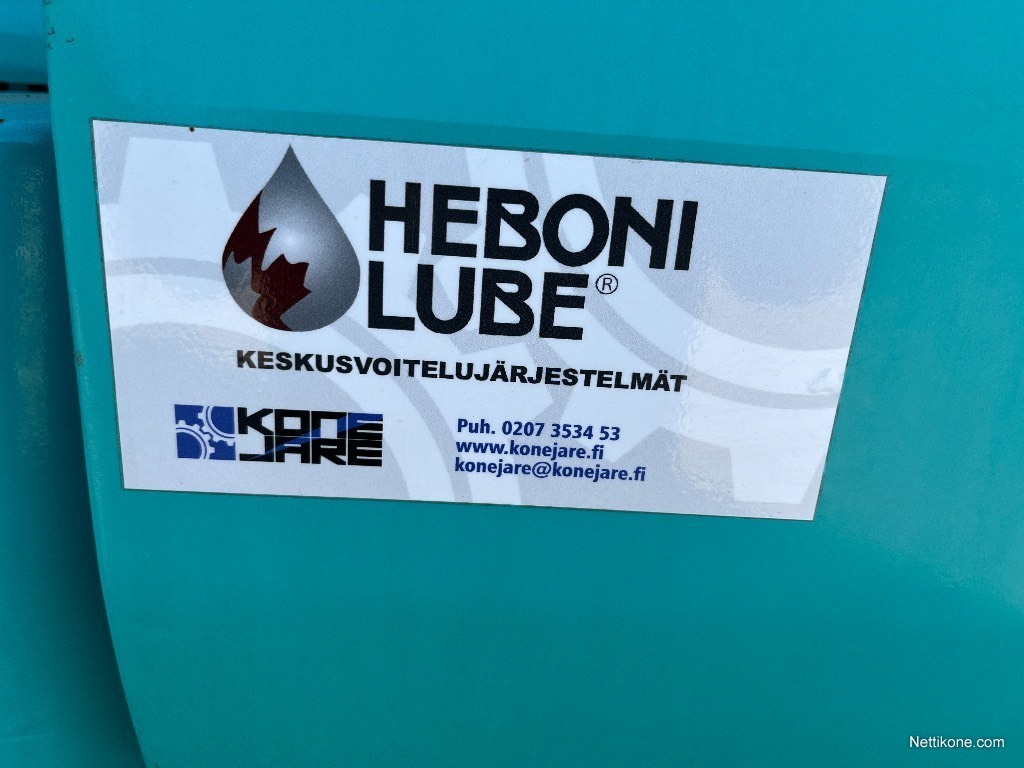 HEBONI
LUBE®
KESKUSVOITELUJÄRJESTELMÄT
KONE
JARE
Puh. 0207 3534 53
www.konejare.fi
konejare@konejare.fi
Nettikone.com